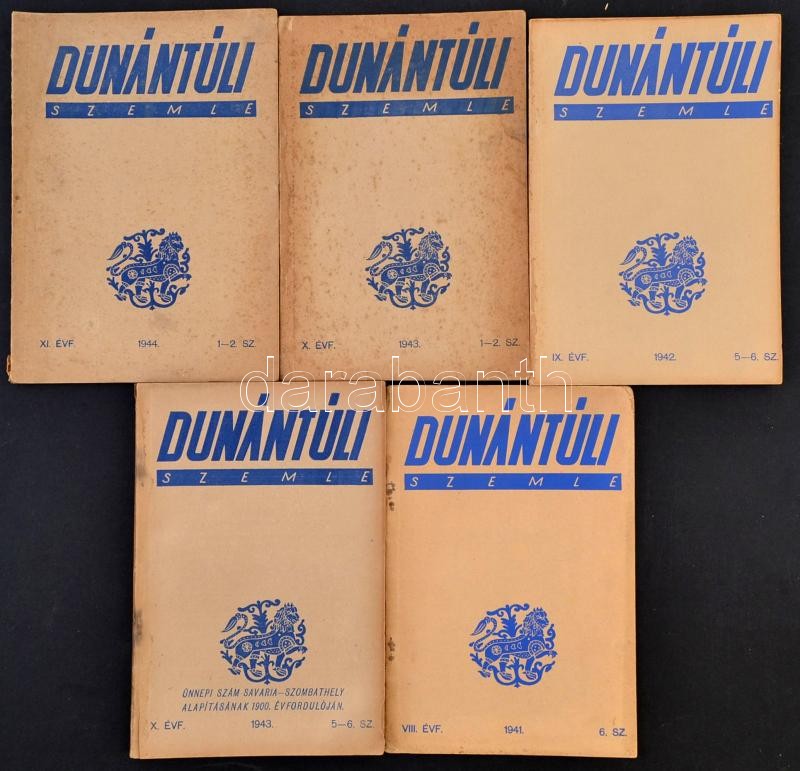 DUNÁNTÚLI
SZEMLE
XI. ÉVF. 1944. 1—2. SZ.
DUNÁNTÚLI
SZEMLE
X. ÉVF. 1943. 1—2. SZ.
DUNÁNTÚLI
SZEMLE
IX. ÉVF. 1942. 5—6. SZ.
darabanth
DUNÁNTÚLI
SZEMLE
ÜNNEPI SZÁM SAVARIA—SZOMBATHELY
ALAPÍTÁSÁNAK 1900. ÉVFORDULÓJÁN.
X. ÉVF. 1943. 5—6. SZ.
DUNÁNTÚLI
SZEMLE
VIII. ÉVF. 1941. 6. SZ.